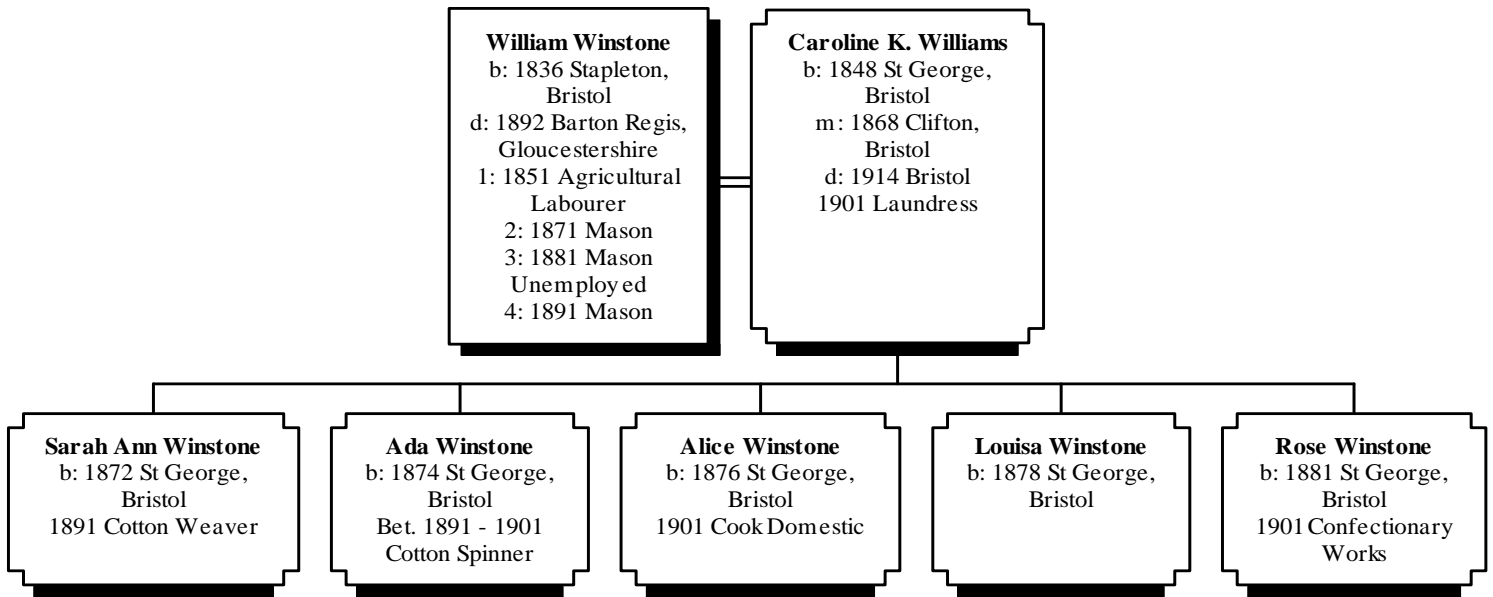 William Winstone
b: 1836 Stapleton,
Bristol
d: 1892 Barton Regis,
Gloucestershire
1: 1851 Agricultural
Labourer
2: 1871 Mason
3: 1881 Mason
Unemployed
4: 1891 Mason
Caroline K. Williams
b: 1848 St George,
Bristol
m: 1868 Clifton,
Bristol
d: 1914 Bristol
1901 Laundress
Sarah Ann Winstone
b: 1872 St George,
Bristol
1891 Cotton Weaver
Ada Winstone
b: 1874 St George,
Bristol
Bet. 1891 - 1901
Cotton Spinner
Alice Winstone
b: 1876 St George,
Bristol
1901 Cook Domestic
Louisa Winstone
b: 1878 St George,
Bristol
Rose Winstone
b: 1881 St George,
Bristol
1901 Confectionary
Works